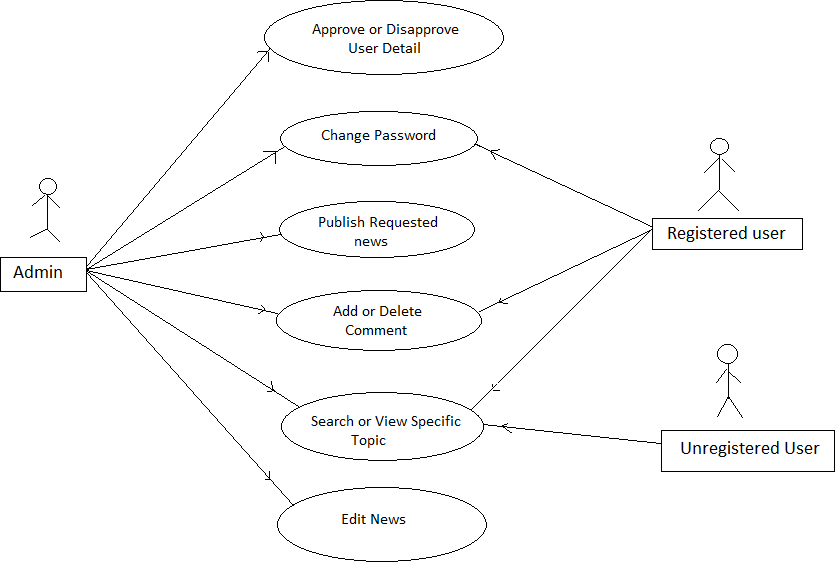 Approve or Disapprove
User Detail
Change Password
Publish Requested
news
Registered user
Admin
Add or Delete
Comment
Search or View Specific
Topic
Unregistered User
Edit News